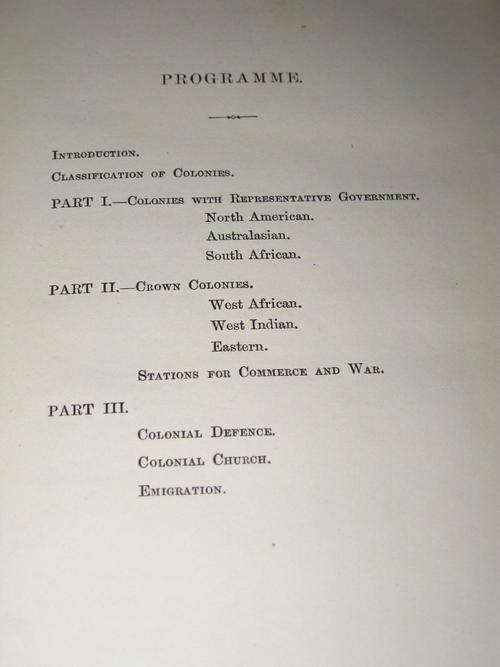 PROGRAMME.
INTRODUCTION.
CLASSIFICATION OF COLONIES.
PART I.—COLONIES WITH REPRESENTATIVE GOVERNMENT.
North American.
Australasian.
South African.
PART II.—CROWN COLONIES.
West African.
West Indian.
Eastern.
STATIONS FOR COMMERCE AND WAR.
PART III.
COLONIAL DEFENCE.
COLONIAL CHURCH.
EMIGRATION.